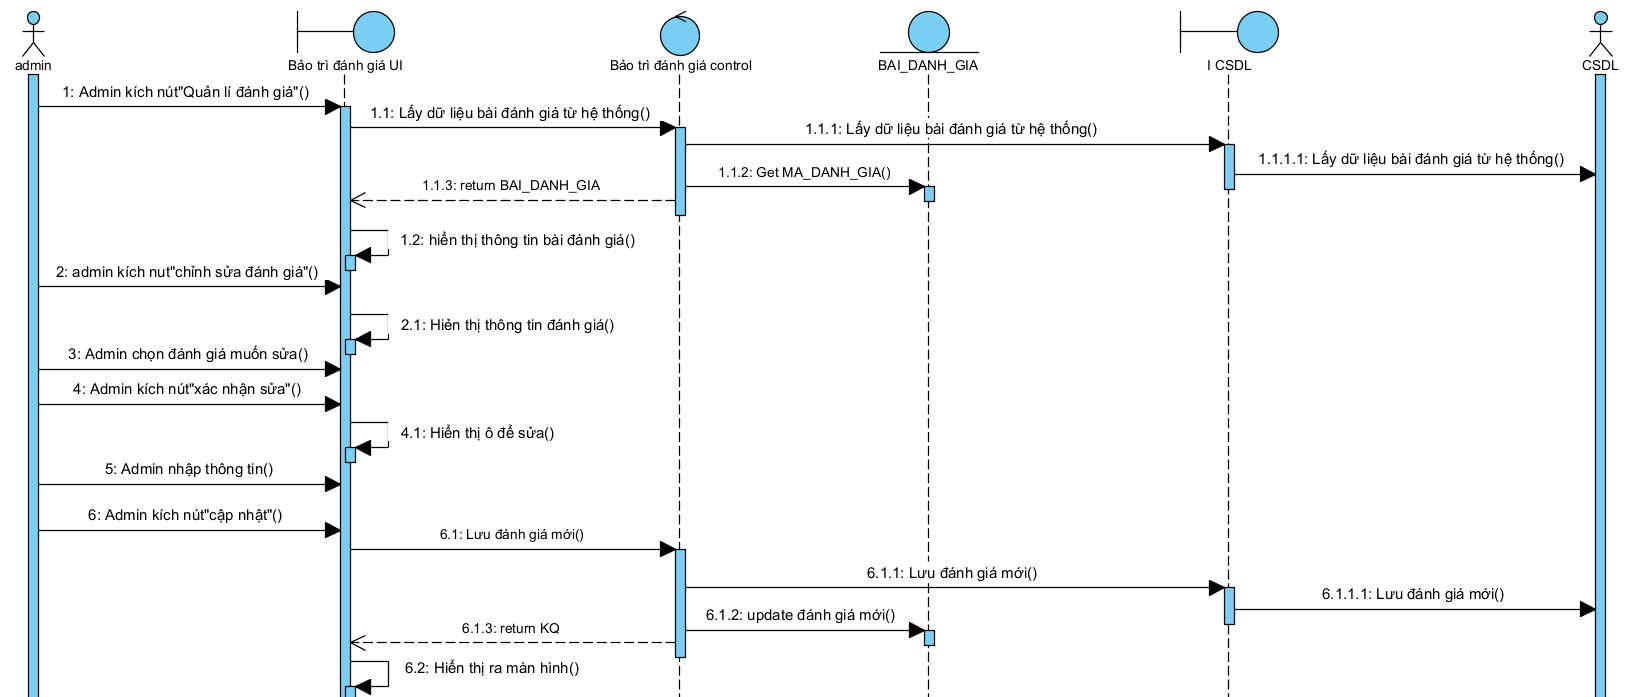 admin
Bảo trì đánh giá UI
Bảo trì đánh giá control
BAI_DANH_GIA
I CSDL
CSDL
1: Admin kích nút"Quản lí đánh giá"()
1.1: Lấy dữ liệu bài đánh giá từ hệ thống()
1.1.1: Lấy dữ liệu bài đánh giá từ hệ thống()
1.1.1.1: Lấy dữ liệu bài đánh giá từ hệ thống()
1.1.2: Get MA_DANH_GIA()
1.1.3: return BAI_DANH_GIA
1.2: hiển thị thông tin bài đánh giá()
2: admin kích nut"chỉnh sửa đánh giá"()
2.1: Hiẻn thị thông tin đánh giá()
3: Admin chọn đánh giá muốn sửa()
4: Admin kích nút"xác nhận sửa"()
4.1: Hiển thị ô để sửa()
5: Admin nhập thông tin()
6: Admin kích nút"cập nhật"()
6.1: Lưu đánh giá mới()
6.1.1: Lưu đánh giá mới()
6.1.1.1: Lưu đánh giá mới()
6.1.2: update đánh giá mới()
6.1.3: return KQ
6.2: Hiển thị ra màn hình()